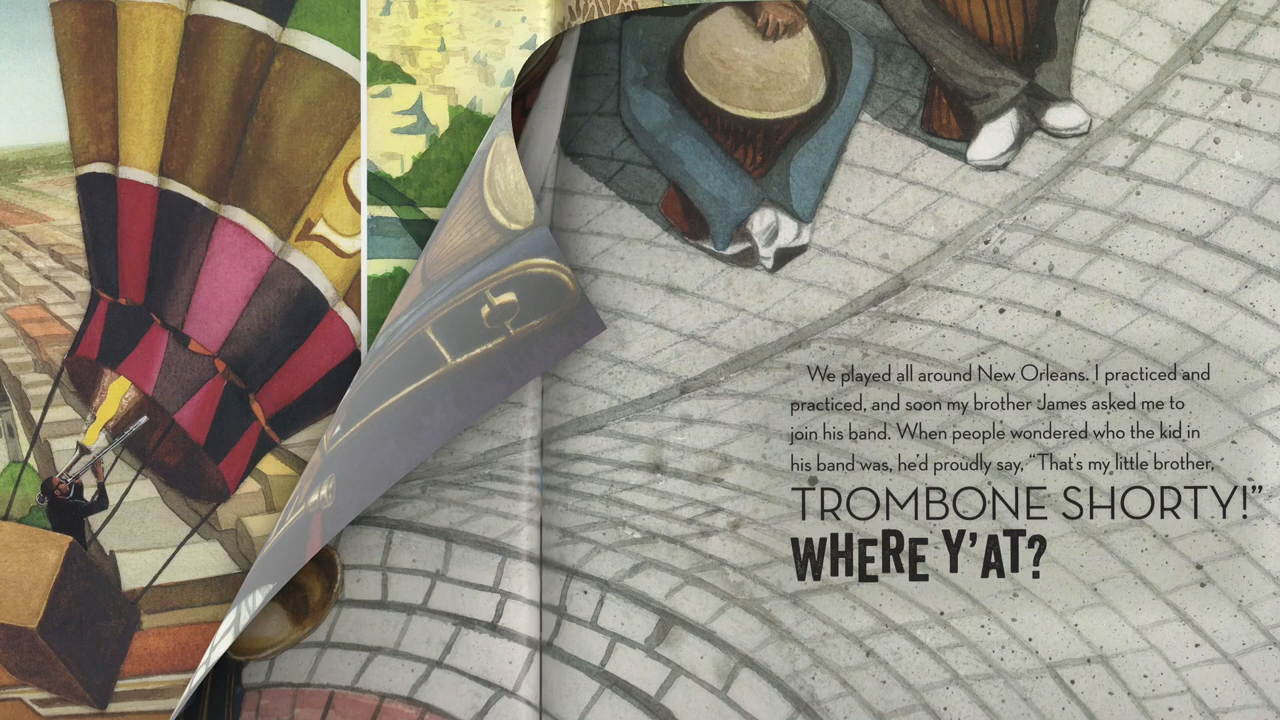 We played all around New Orleans. I practiced and
practiced, and soon my brother James asked me to
join his band. When people wondered who the kid in
his band was, he'd proudly say, “That's my little brother,
TROMBONE SHORTY!”
WHERE Y'AT?